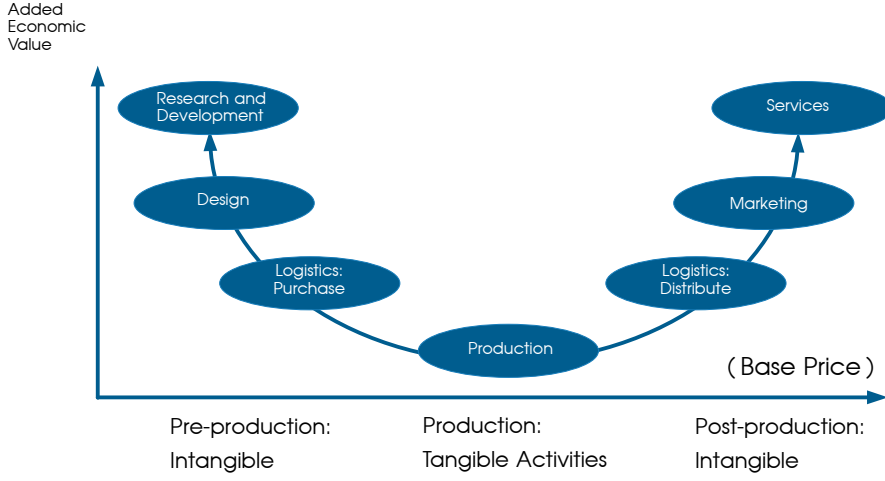 Added
Economic
Value
Research and
Development
Services
Design
Marketing
Logistics:
Purchase
Logistics:
Distribute
Production
( Base Price )
Pre-production:
Intangible
Production:
Tangible Activities
Post-production:
Intangible